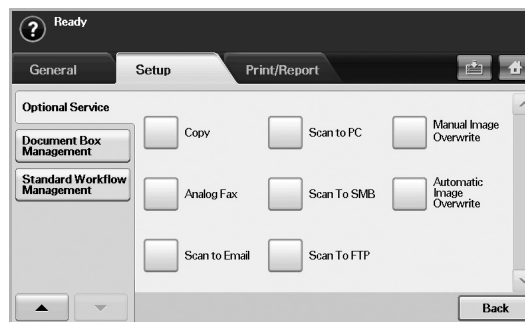 ? Ready
General Setup Print/Report
Optional Service
Document Box
Management
Standard Workflow
Management
Copy Scan to PC Manual Image
Overwrite
Analog Fax Scan To SMB Automatic
Image
Overwrite
Scan to Email Scan To FTP
Back